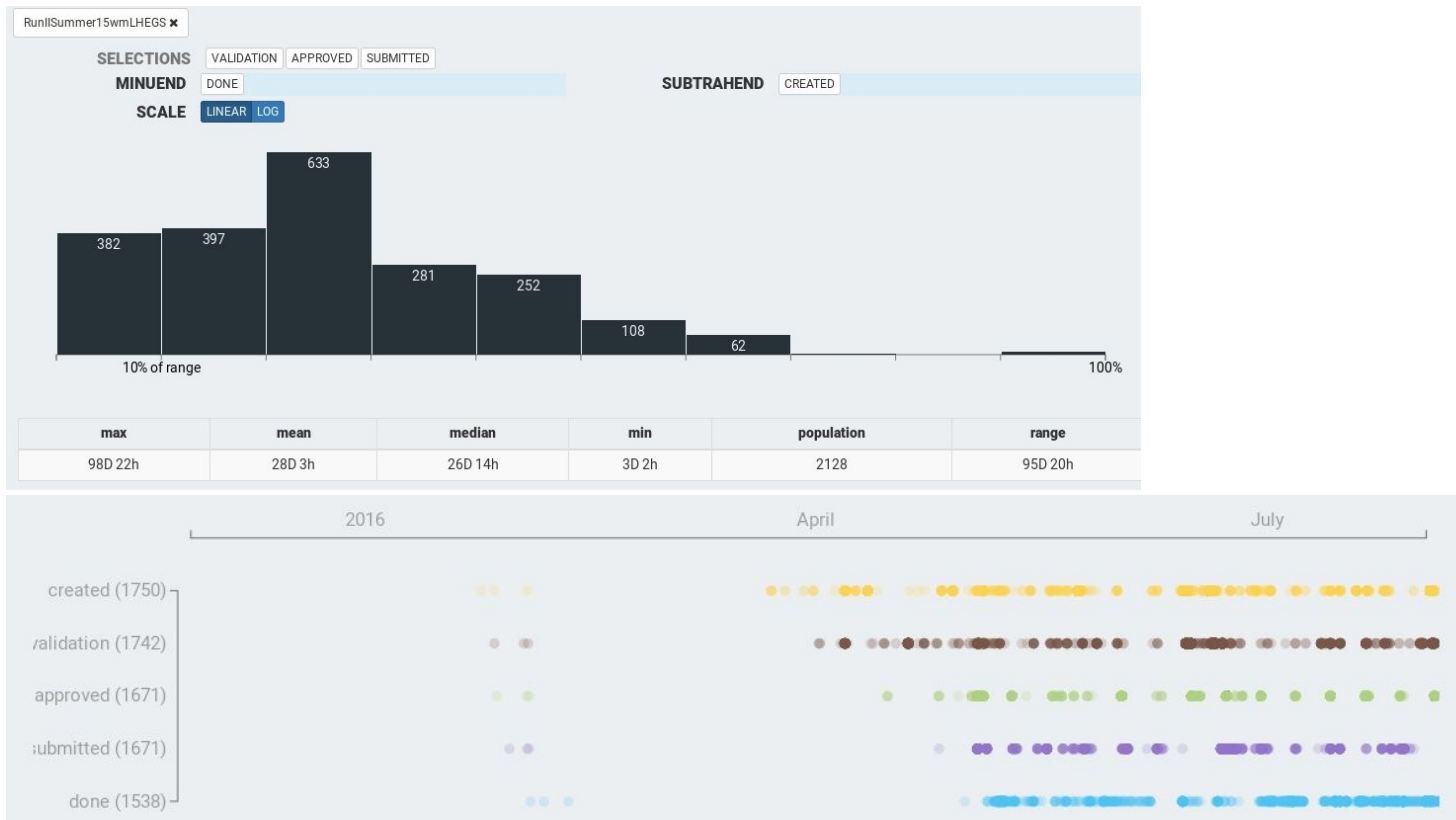 RunIISummer15wmLHEGS ✖
SELECTIONS VALIDATION APPROVED SUBMITTED
MINUEND DONE SUBTRAHEND CREATED
SCALE LINEAR LOG
633
382 397
281
252
108
62
10% of range 100%
max mean median min population range
98D 22h 28D 3h 26D 14h 3D 2h 2128 95D 20h
2016 April July
created (1750)
validation (1742)
approved (1671)
submitted (1671)
done (1538)